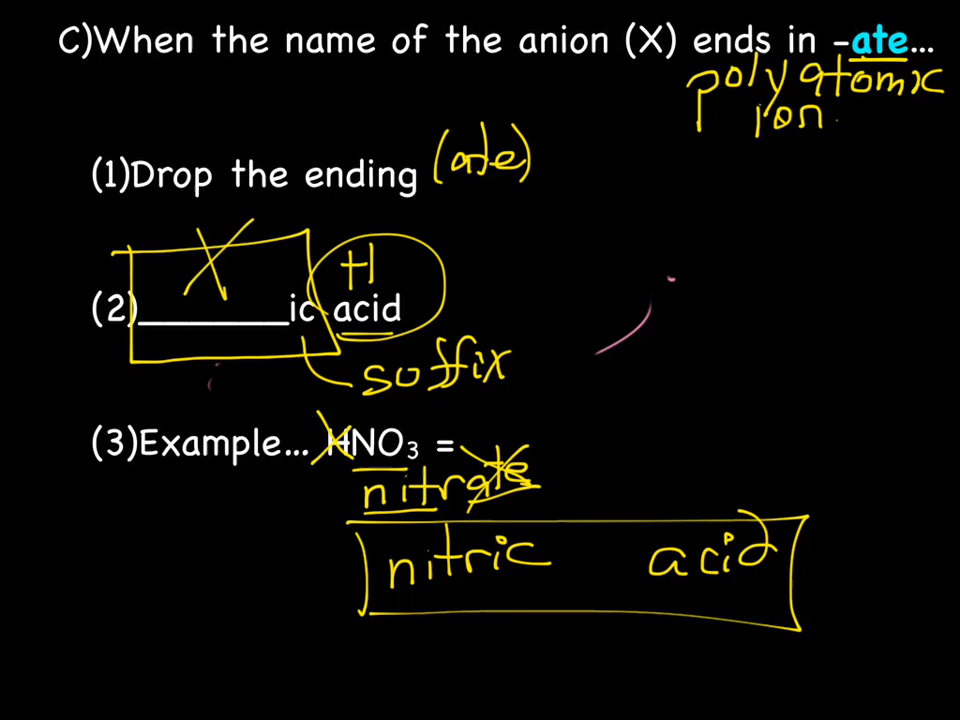 C)When the name of the anion (X) ends in -ate...
polyatomic
ion
(1)Drop the ending (ate)
X H
(2)_______ic acid
suffix
(3)Example... HNO₃ =
nitrate
nitric acid